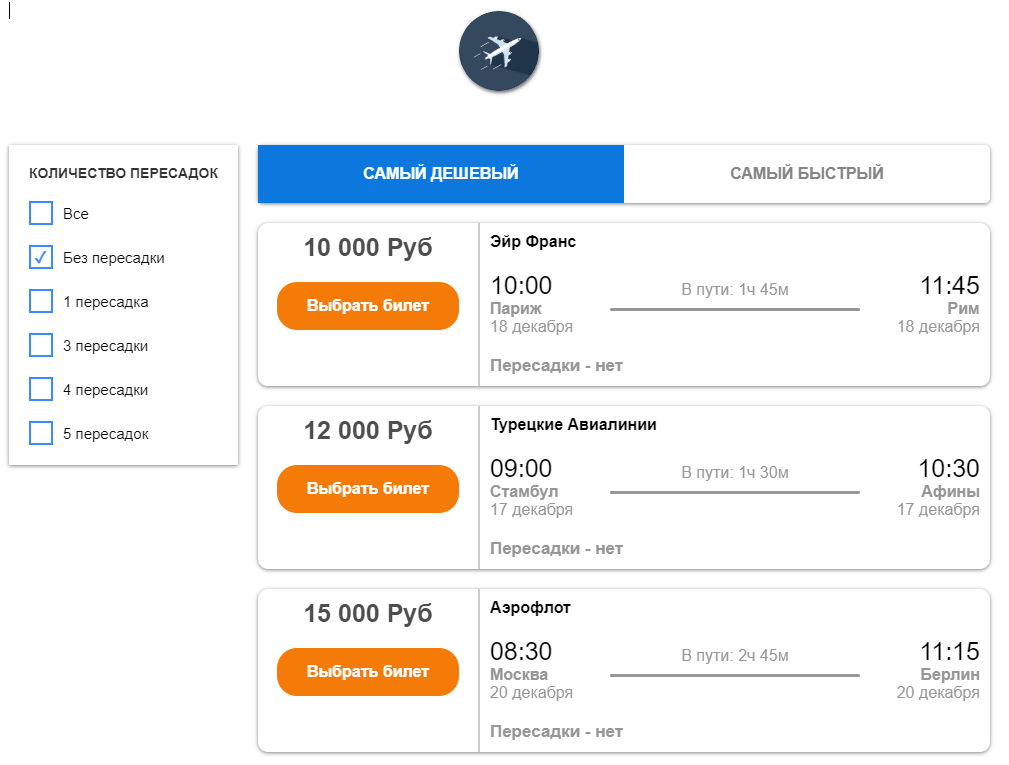 КОЛИЧЕСТВО ПЕРЕСАДОК
Все
Без пересадки
1 пересадка
3 пересадки
4 пересадки
5 пересадок
САМЫЙ ДЕШЕВЫЙ
САМЫЙ БЫСТРЫЙ
10 000 Руб
Выбрать билет
Эйр Франс
10:00
Париж
18 декабря
В пути: 1ч 45м
11:45
Рим
18 декабря
Пересадки - нет
12 000 Руб
Выбрать билет
Турецкие Авиалинии
09:00
Стамбул
17 декабря
В пути: 1ч 30м
10:30
Афины
17 декабря
Пересадки - нет
15 000 Руб
Выбрать билет
Аэрофлот
08:30
Москва
20 декабря
В пути: 2ч 45м
11:15
Берлин
20 декабря
Пересадки - нет